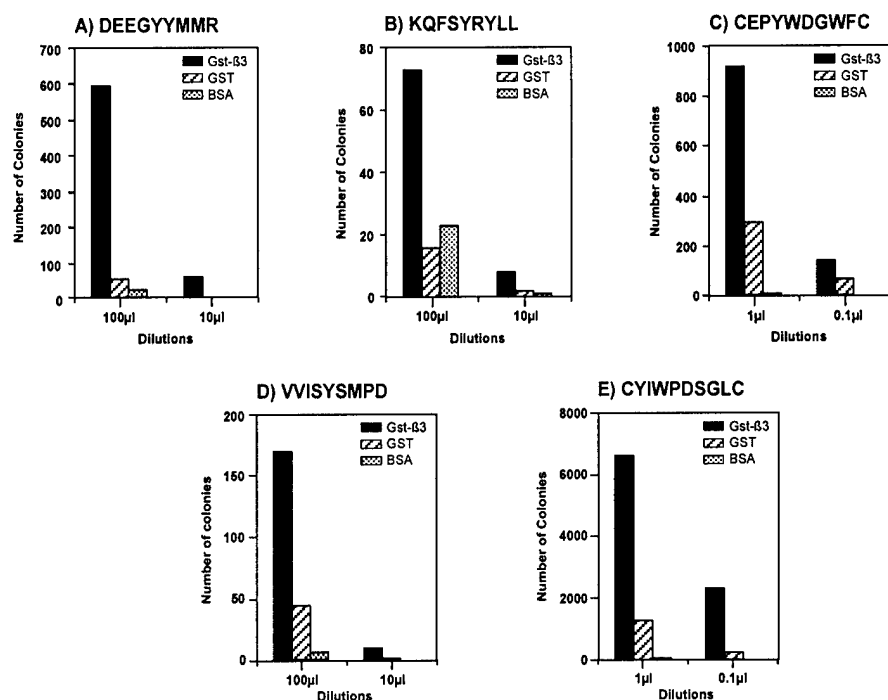 A) DEEGYYMMR
Number of Colonies
700
600
500
400
300
200
100
0
Gst-ß3
GST
BSA
100µl
10µl
Dilutions
B) KQFSYRYLL
Number of Colonies
80
60
40
20
0
Gst-ß3
GST
BSA
100µl
10µl
Dilutions
C) CEPYWDGWFC
Number of Colonies
1000
800
600
400
200
0
Gst-ß3
GST
BSA
1µl
0.1µl
Dilutions
D) VVISYSMPD
Number of colonies
200
150
100
50
0
Gst-ß3
GST
BSA
100µl
10µl
Dilutions
E) CYIWPDSGLC
Number of Colonies
8000
6000
4000
2000
0
Gst-ß3
GST
BSA
1µl
0.1µl
Dilutions